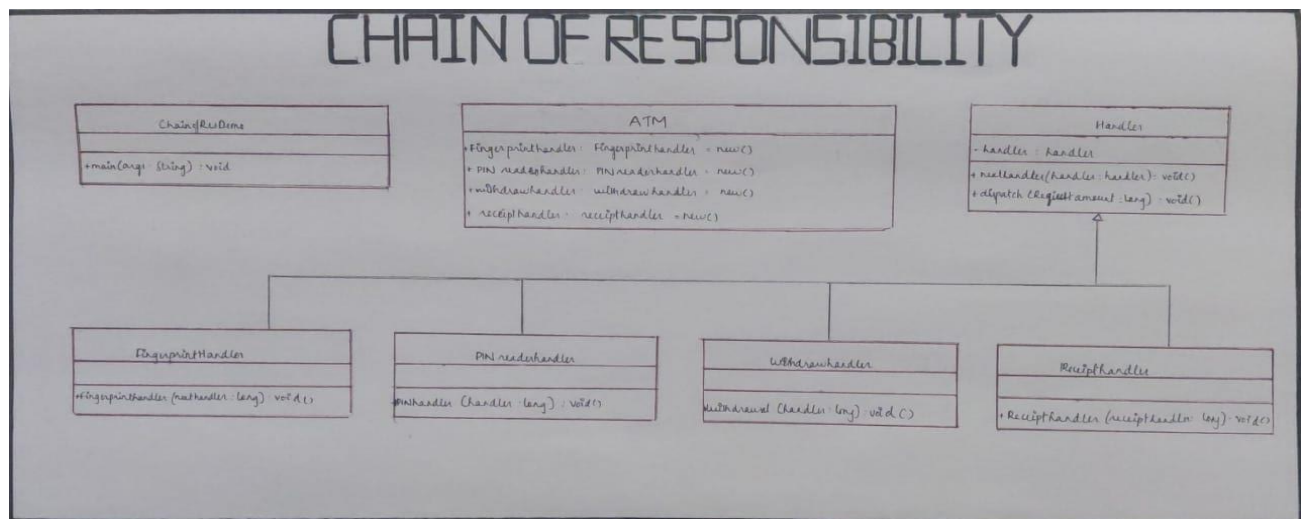 CHAIN OF RESPONSIBILITY
ChainofResDemo
+main(args: String) : void
ATM
+Fingerprinthandler: Fingerprinthandler = new()
+ PIN readerhandler: PINreaderhandler = new()
+withdrawhandler: withdrawhandler = new()
+ receipthandler: receipthandler = new()
Handler
- handler : handler
+ nexthandler(handler: handler): void()
+ dispatch (Request amount : long) : void()
FingerprintHandler
+Fingerprinthandler (nexthandler: long): void()
PIN readerhandler
+PINhandler (handler: long) : void()
Withdrawhandler
+withdrawal (handler: long): void ()
Receipthandler
+ Receipthandler (receipthandler: long): void()